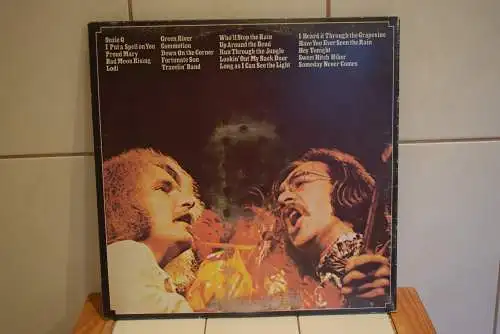 Suzie Q
I Put a Spell on You
Proud Mary
Bad Moon Rising
Lodi
Green River
Commotion
Down on the Corner
Fortunate Son
Travelin' Band
Who'll Stop the Rain
Up Around the Bend
Run Through the Jungle
Lookin' Out My Back Door
Long as I Can See the Light
I Heard it Through the Grapevine
Have You Ever Seen the Rain
Hey Tonight
Sweet Hitch Hiker
Someday Never Comes